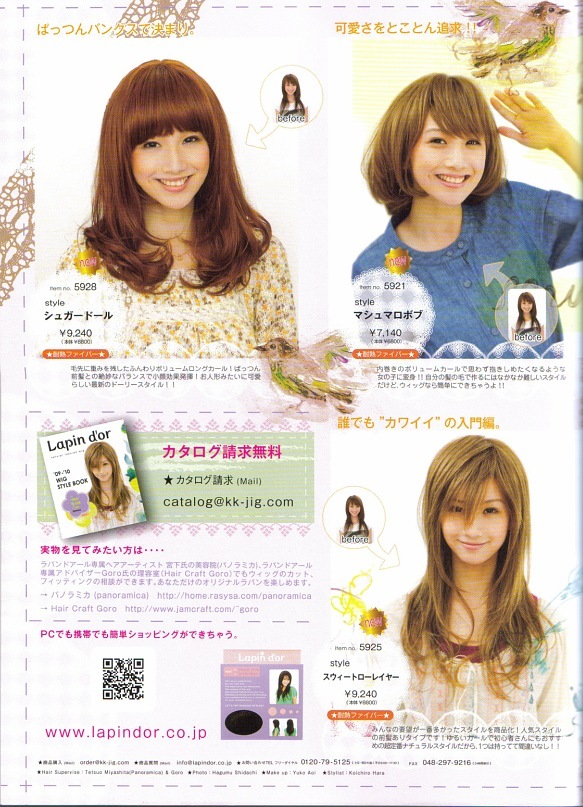 ぱっつんバングスで決まり。
可愛さをとことん追求!!
before
new
Item no. 5928
style
シュガードール
￥9,240
(本体￥8800)
★耐熱ファイバー★
毛先に重みを残したふんわりボリュームロングカール！ぱっつん
前髪との絶妙なバランスで小顔効果発揮！お人形みたいに可愛
らしい最新のドーリースタイル！！
new
Item no. 5921
style
マシュマロボブ
￥7,140
(本体￥6800)
before
★耐熱ファイバー★
内巻きのボリュームカールで思わず抱きしめたくなるような
女の子に変身!!自分の髪の毛で作るにはなかなか難しいスタイル
だけど、ウィッグなら簡単にできちゃうよ!!
Lapin d'or
'09-'10
WIG
STYLE BOOK
カタログ請求無料
★カタログ請求 (Mail)
catalog@kk-jig.com
実物を見てみたい方は････
ラパンドアール専属ヘアアーティスト 宮下氏の美容院(パノラミカ)、ラパンドアール
専属アドバイザーGoro氏の理容室(Hair Craft Goro)でもウィッグのカット、
フィッティングの相談ができます。あなただけのオリジナルラパンを楽しめます。
→ パノラミカ (panoramica) http://home.rasysa.com/panoramica
→ Hair Craft Goro http://www.jamcraft.com/~goro
PCでも携帯でも簡単ショッピングができちゃう。
Lapin d'or
www.lapindor.co.jp
誰でも "カワイイ" の入門編。
before
new
Item no. 5925
style
スウィートローレイヤー
￥9,240
(本体￥8800)
★耐熱ファイバー★
みんなの要望が一番多かったスタイルを商品化！人気スタイル
の前髪ありタイプです！ゆるいカールで初心者さんにもおすす
めの超定番ナチュラルスタイルだから、1つは持ってて間違いなし!!
★商品購入 (Mail) order@kk-jig.com ★商品質問 (Mail) info@lapindor.co.jp ★お問い合わせTEL フリーダイヤル 0120-79-5125 FAX 048-297-9216 (24時間受付)
★Hair Supervise : Tetsuo Miyashita(Panoramica) & Goro ★Photo : Hapumu Shidachi ★Make up : Yuko Aoi ★Stylist : Koichiro Hara